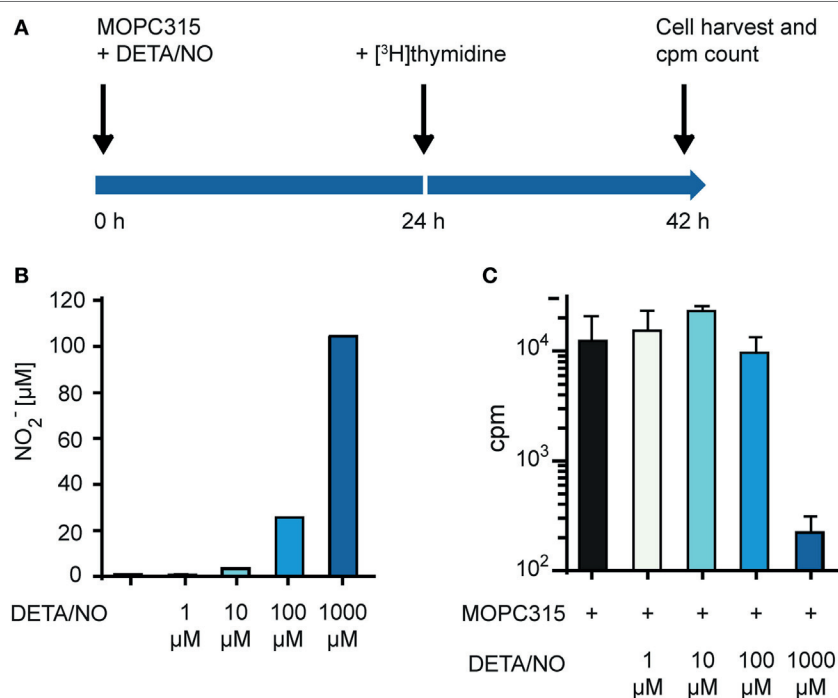 A
MOPC315
+ DETA/NO
+ [³H]thymidine
Cell harvest and
cpm count
0 h
24 h
42 h
B
120
100
80
60
40
20
0
NO₂⁻ [µM]
DETA/NO
1
µM
10
µM
100
µM
1000
µM
C
10⁴
10³
10²
cpm
MOPC315
+ + + + +
DETA/NO
1
µM
10
µM
100
µM
1000
µM